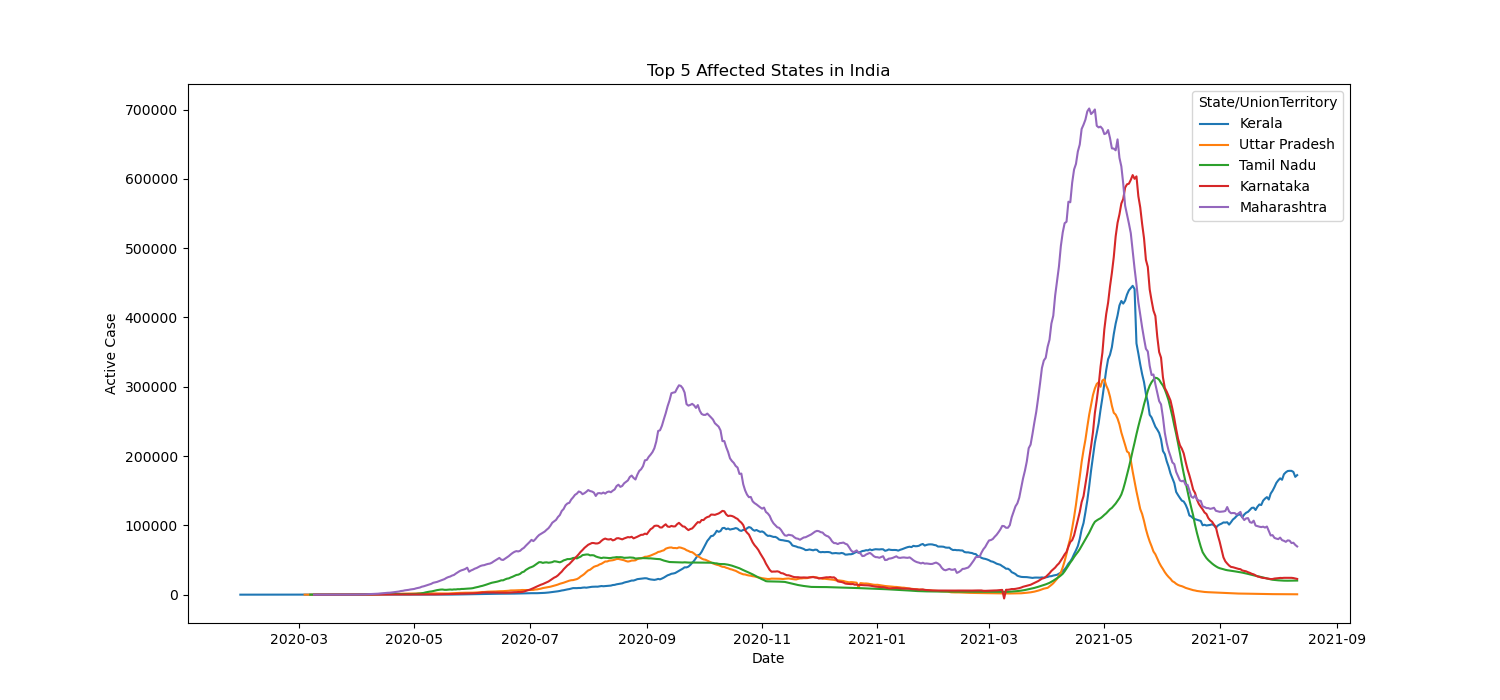 Top 5 Affected States in India
State/UnionTerritory
Kerala
Uttar Pradesh
Tamil Nadu
Karnataka
Maharashtra
Active Case
700000
600000
500000
400000
300000
200000
100000
0
2020-03 2020-05 2020-07 2020-09 2020-11 2021-01 2021-03 2021-05 2021-07 2021-09
Date